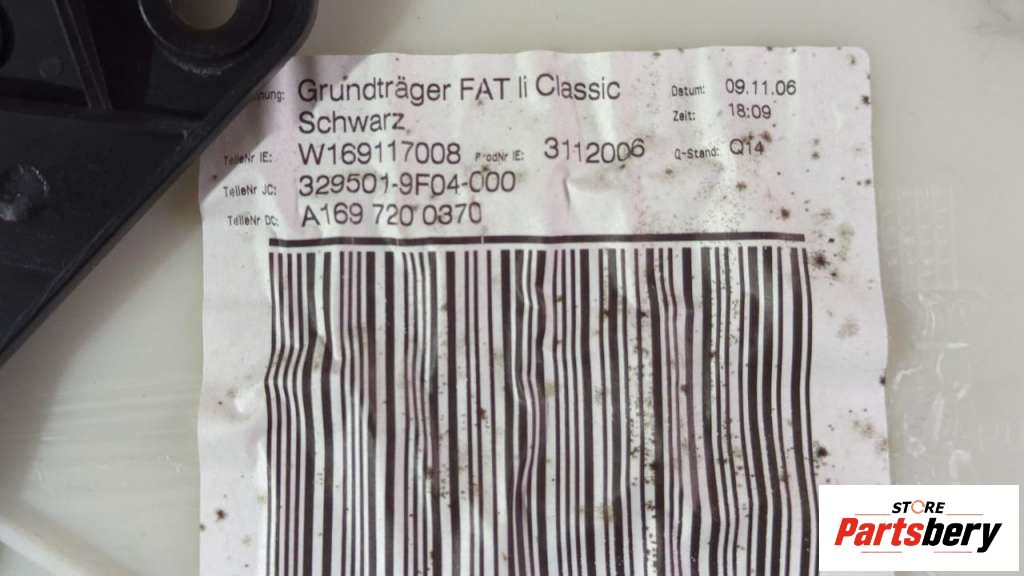 nung: Grundträger FAT li Classic Datum: 09.11.06
Schwarz Zeit: 18:09
TeileNr IE: W169117008 ProdNr IE: 3112006 Q-Stand: Q14
TeileNr JC: 329501-9F04-000
TeileNr DC: A169 720 0370
STORE
Partsbery